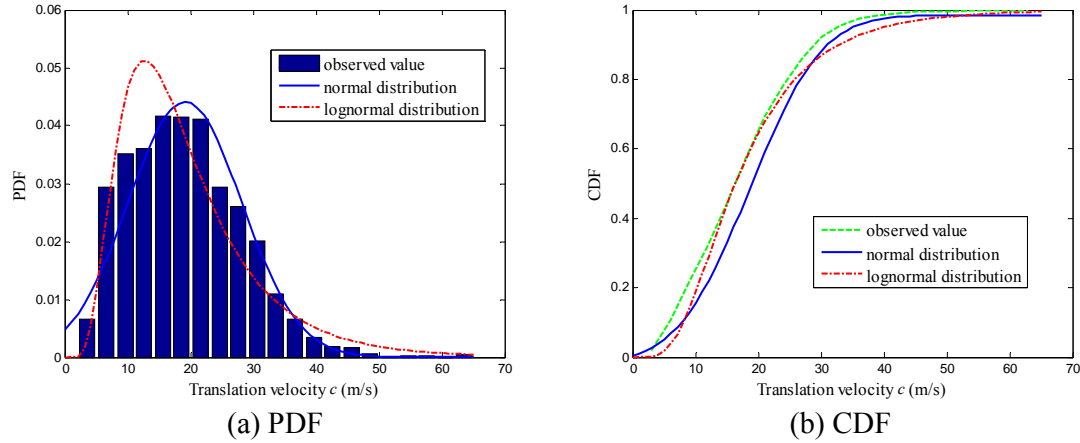 0.06
0.05
0.04
0.03
0.02
0.01
0
PDF
observed value
normal distribution
lognormal distribution
0 10 20 30 40 50 60 70
Translation velocity c (m/s)
(a) PDF
1
0.8
0.6
0.4
0.2
0
CDF
observed value
normal distribution
lognormal distribution
0 10 20 30 40 50 60 70
Translation velocity c (m/s)
(b) CDF